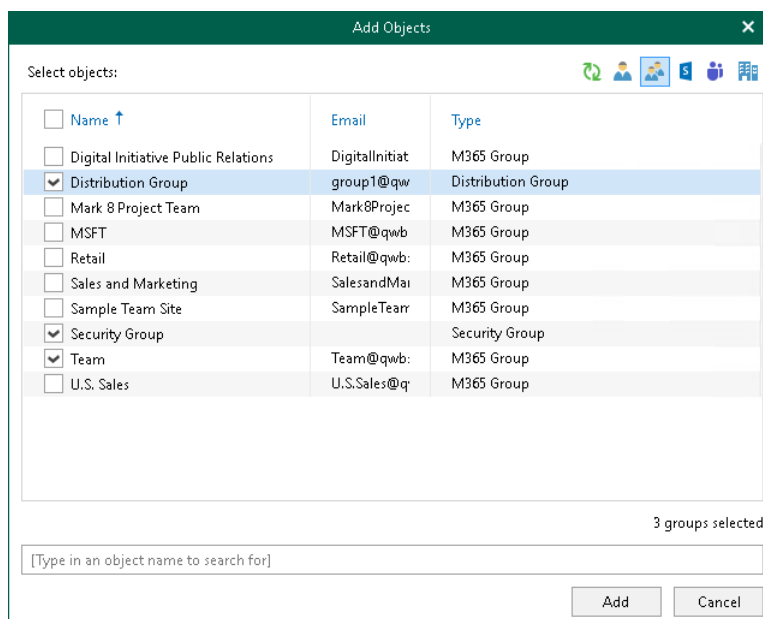 Add Objects
Select objects:
Name Email Type
Digital Initiative Public Relations DigitalInitiat M365 Group
Distribution Group group1@qw Distribution Group
Mark 8 Project Team Mark8Projec M365 Group
MSFT MSFT@qwb M365 Group
Retail Retail@qwb: M365 Group
Sales and Marketing SalesandMar M365 Group
Sample Team Site SampleTeam M365 Group
Security Group Security Group
Team Team@qwb: M365 Group
U.S. Sales U.S.Sales@q M365 Group
3 groups selected
[Type in an object name to search for]
Add Cancel